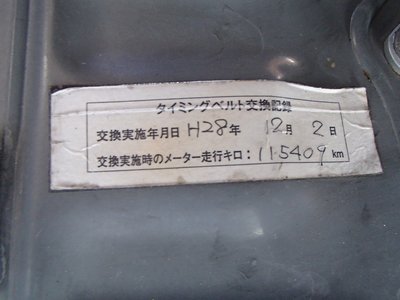 タイミングベルト交換記録
交換実施年月日 H28年 12月 2日
交換実施時のメーター走行キロ：115409km